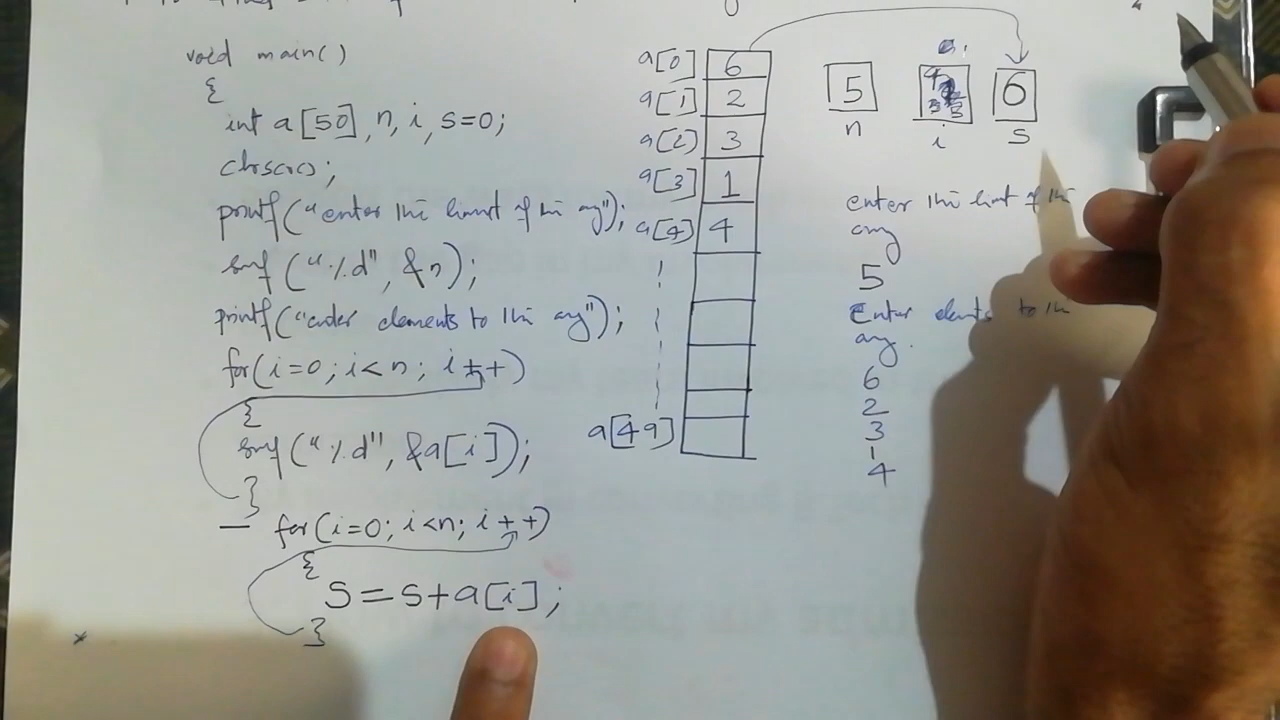 void main()
{
int a[50], n, i, s=0;
clrscr();
printf("enter the limit of the array");
scanf("%d", &n);
printf("enter elements to the array");
for(i=0; i<n; i++)
{
scanf("%d", &a[i]);
}
for(i=0; i<n; i++)
{
s=s+a[i];
}
a[0] 6
a[1] 2
a[2] 3
a[3] 1
a[4] 4
a[49]
5 6
n i s
enter the limit of the
array
5
Enter elements to the
array.
6
2
3
1
4